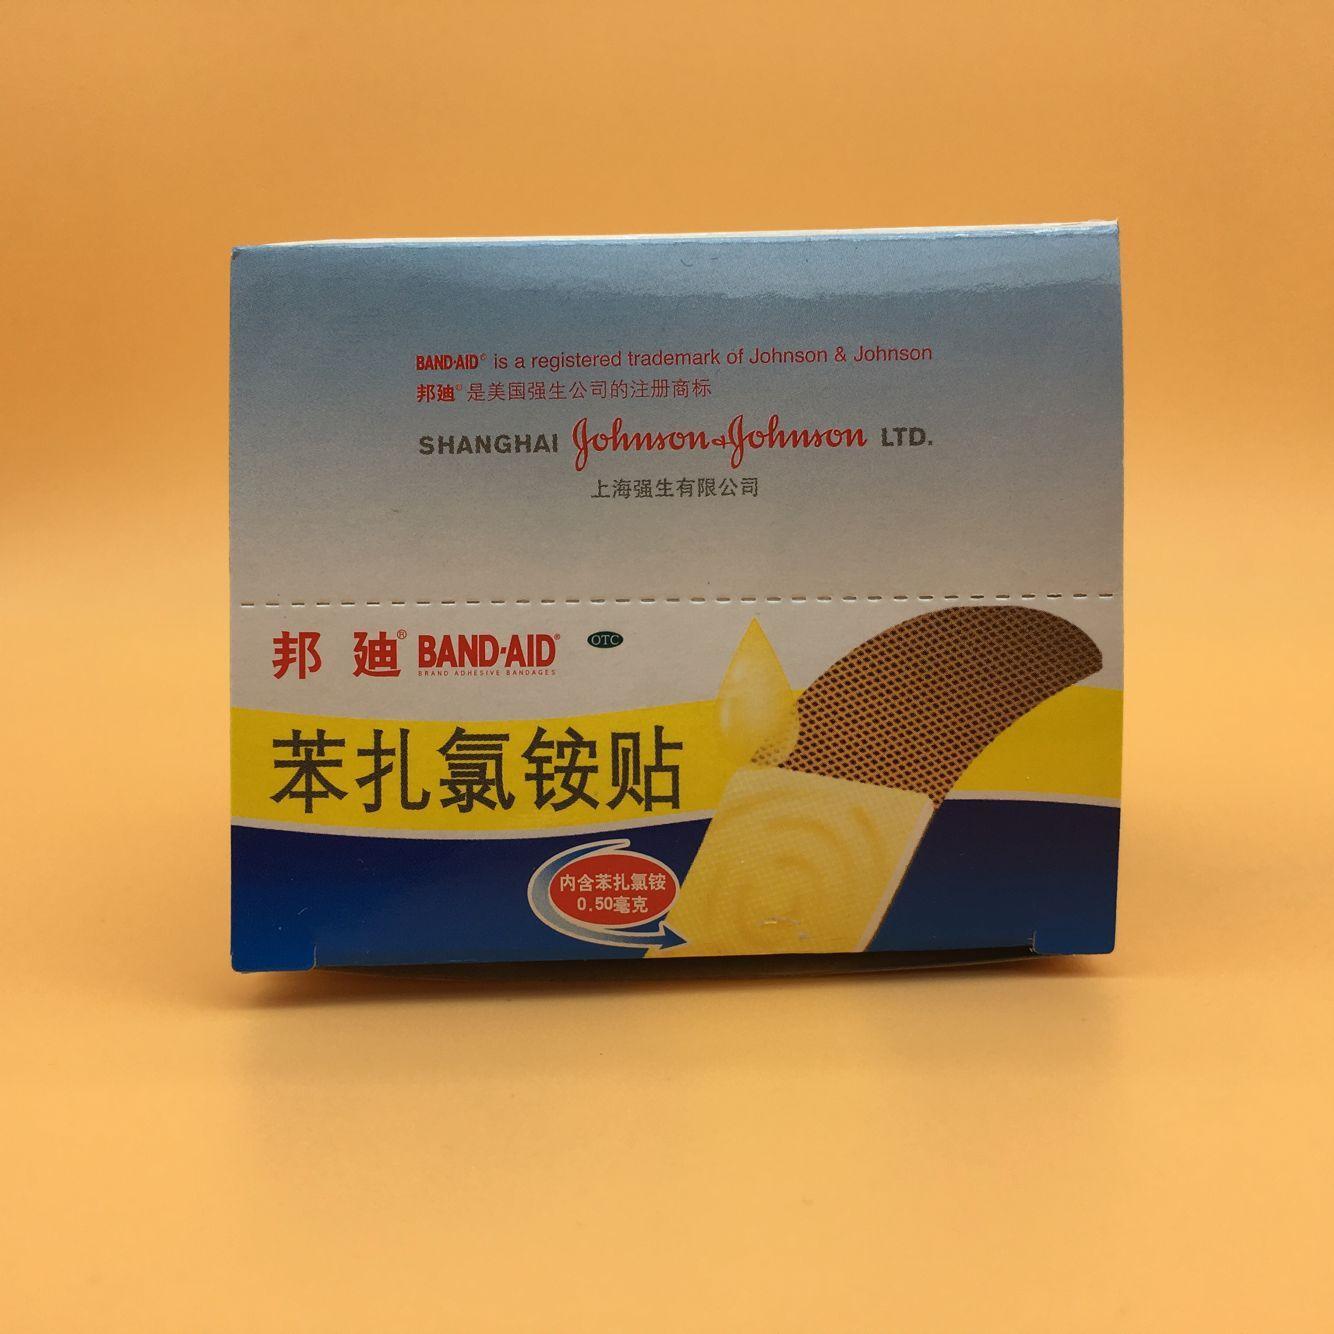 BAND-AID® is a registered trademark of Johnson & Johnson
邦廸®是美国强生公司的注册商标
SHANGHAI Johnson & Johnson LTD.
上海强生有限公司
邦廸® BAND-AID® OTC
BRAND ADHESIVE BANDAGES
苯扎氯铵贴
内含苯扎氯铵
0.50毫克